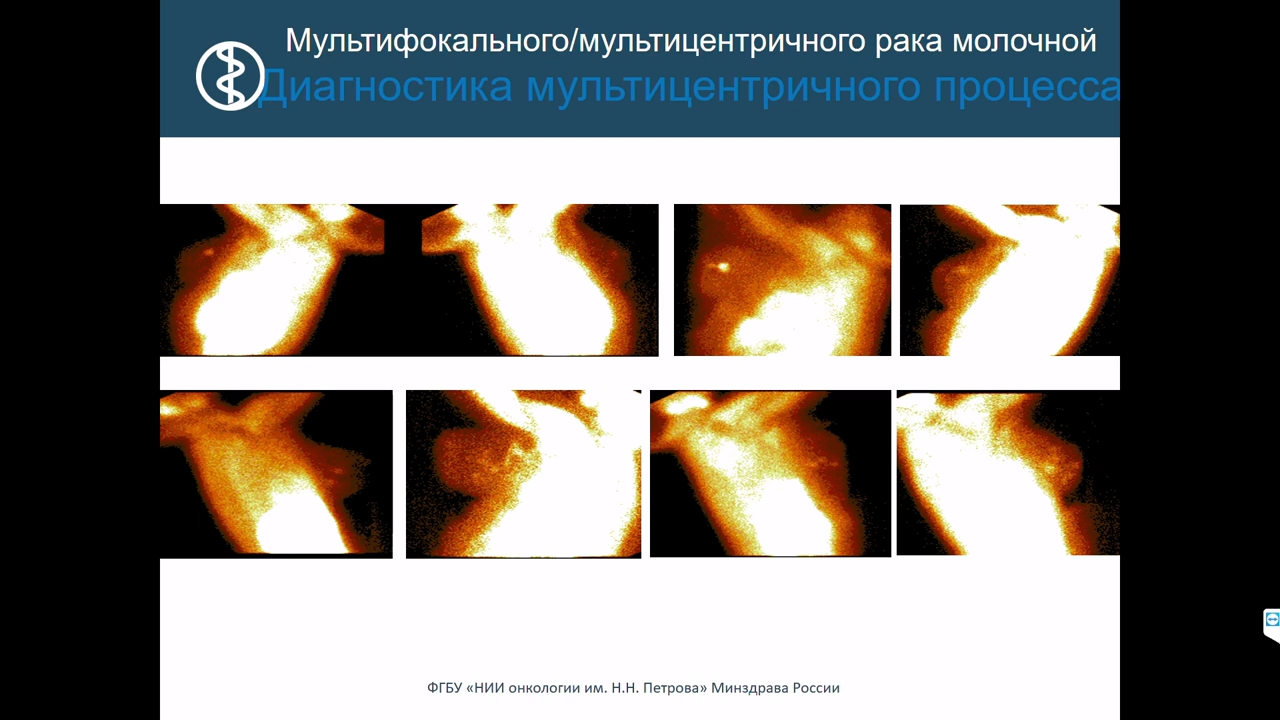 Мультифокального/мультицентричного рака молочной
Диагностика мультицентричного процесса
ФГБУ «НИИ онкологии им. Н.Н. Петрова» Минздрава России